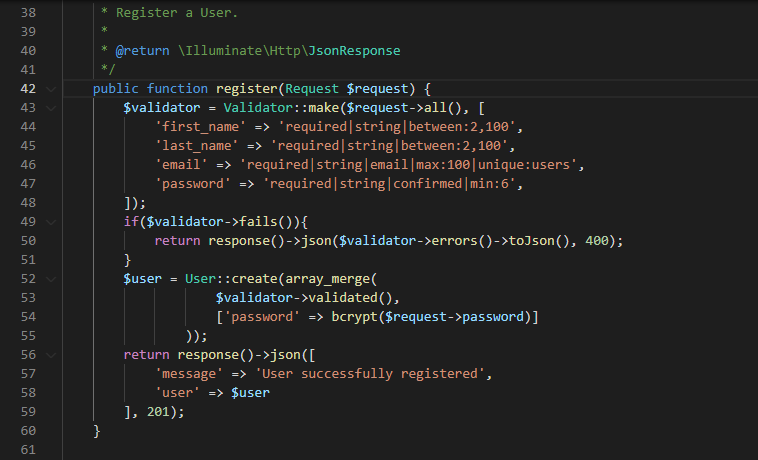 38 * Register a User.
39 *
40 * @return \Illuminate\Http\JsonResponse
41 */
42 public function register(Request $request) {
43 $validator = Validator::make($request->all(), [
44 'first_name' => 'required|string|between:2,100',
45 'last_name' => 'required|string|between:2,100',
46 'email' => 'required|string|email|max:100|unique:users',
47 'password' => 'required|string|confirmed|min:6',
48 ]);
49 if($validator->fails()){
50 return response()->json($validator->errors()->toJson(), 400);
51 }
52 $user = User::create(array_merge(
53 $validator->validated(),
54 ['password' => bcrypt($request->password)]
55 ));
56 return response()->json([
57 'message' => 'User successfully registered',
58 'user' => $user
59 ], 201);
60 }
61